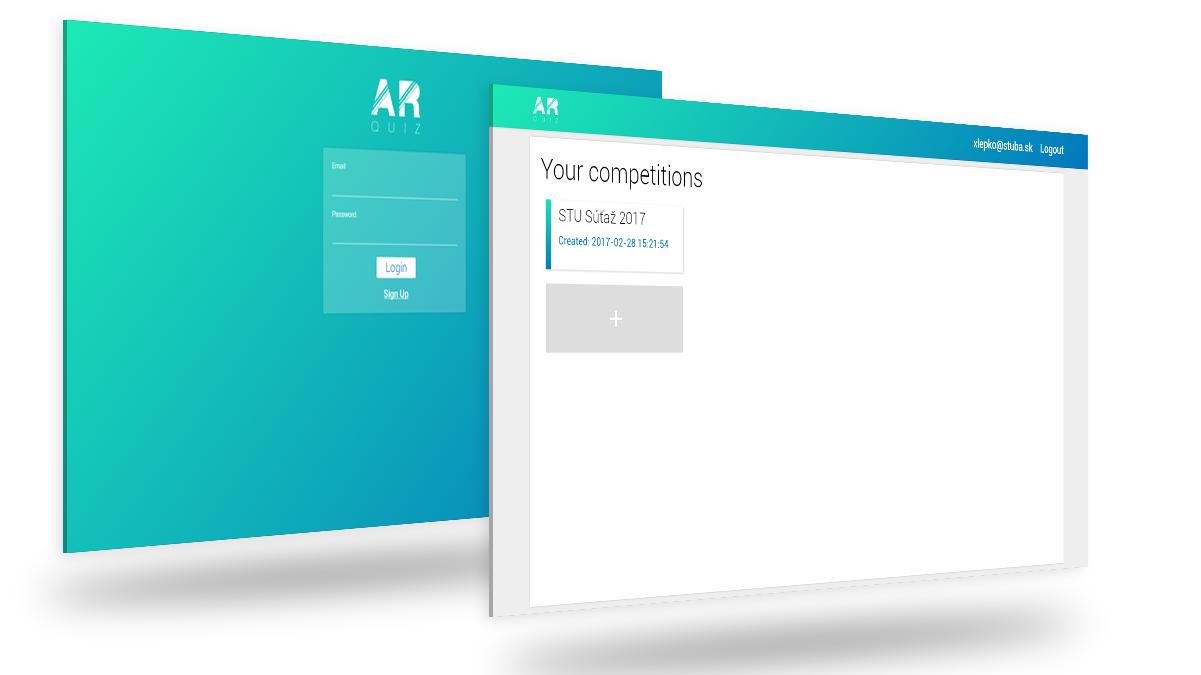 AR
QUIZ
Email
Password
Login
Sign Up
AR
QUIZ
xlepko@stuba.sk Logout
Your competitions
STU Súťaž 2017
Created: 2017-02-28 15:21:54
+